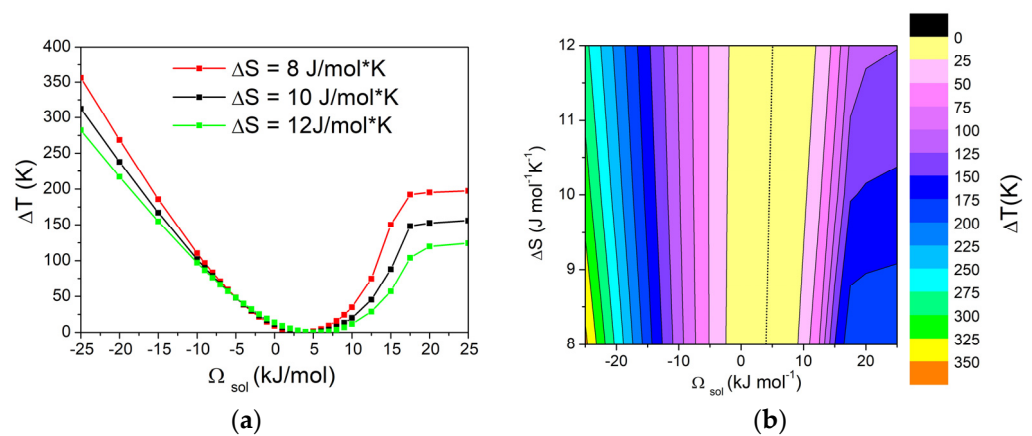 400
350
300
250
200
150
100
50
0
ΔT (K)
ΔS = 8 J/mol*K
ΔS = 10 J/mol*K
ΔS = 12J/mol*K
-25 -20 -15 -10 -5 0 5 10 15 20 25
Ω sol (kJ/mol)
(a)
12
11
10
9
8
ΔS (J mol⁻¹K⁻¹)
-20 -10 0 10 20
Ω sol (kJ mol⁻¹)
(b)
0
25
50
75
100
125
150
175
200
225
250
275
300
325
350
ΔT(K)